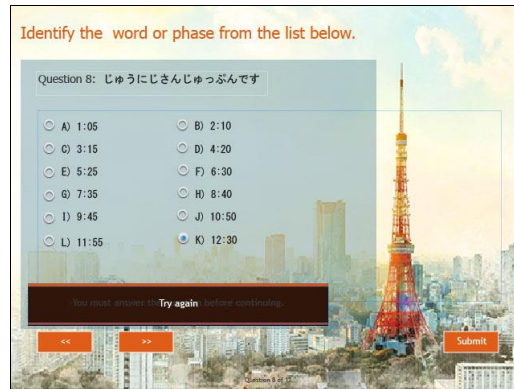 Identify the word or phase from the list below.
Question 8: じゅうにじさんじゅっぷんです
A) 1:05
B) 2:10
C) 3:15
D) 4:20
E) 5:25
F) 6:30
G) 7:35
H) 8:40
I) 9:45
J) 10:50
L) 11:55
K) 12:30
You must answer the before continuing.
Try again
<<
>>
Submit
Question 8 of